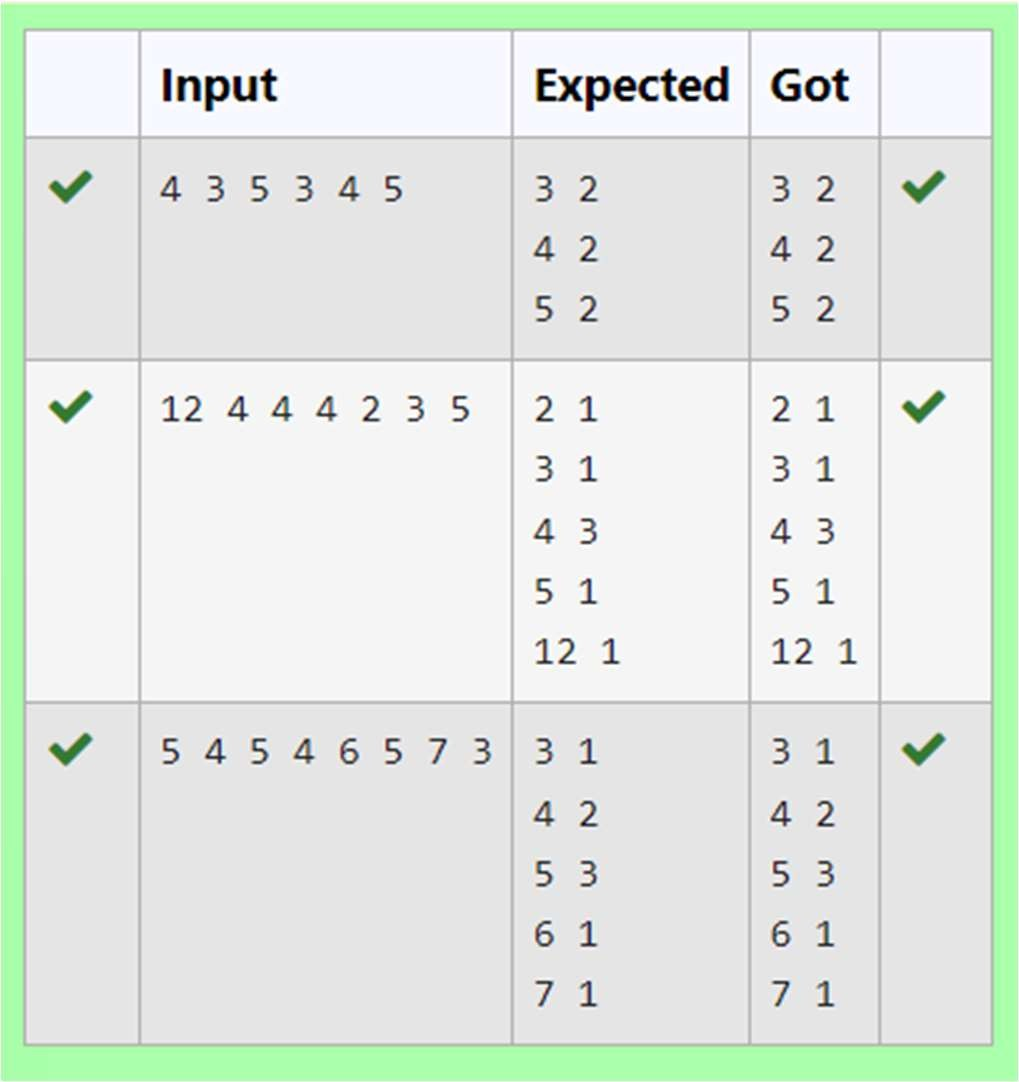 Input Expected Got
4 3 5 3 4 5 3 2 3 2
4 2 4 2
5 2 5 2
12 4 4 4 2 3 5 2 1 2 1
3 1 3 1
4 3 4 3
5 1 5 1
12 1 12 1
5 4 5 4 6 5 7 3 3 1 3 1
4 2 4 2
5 3 5 3
6 1 6 1
7 1 7 1